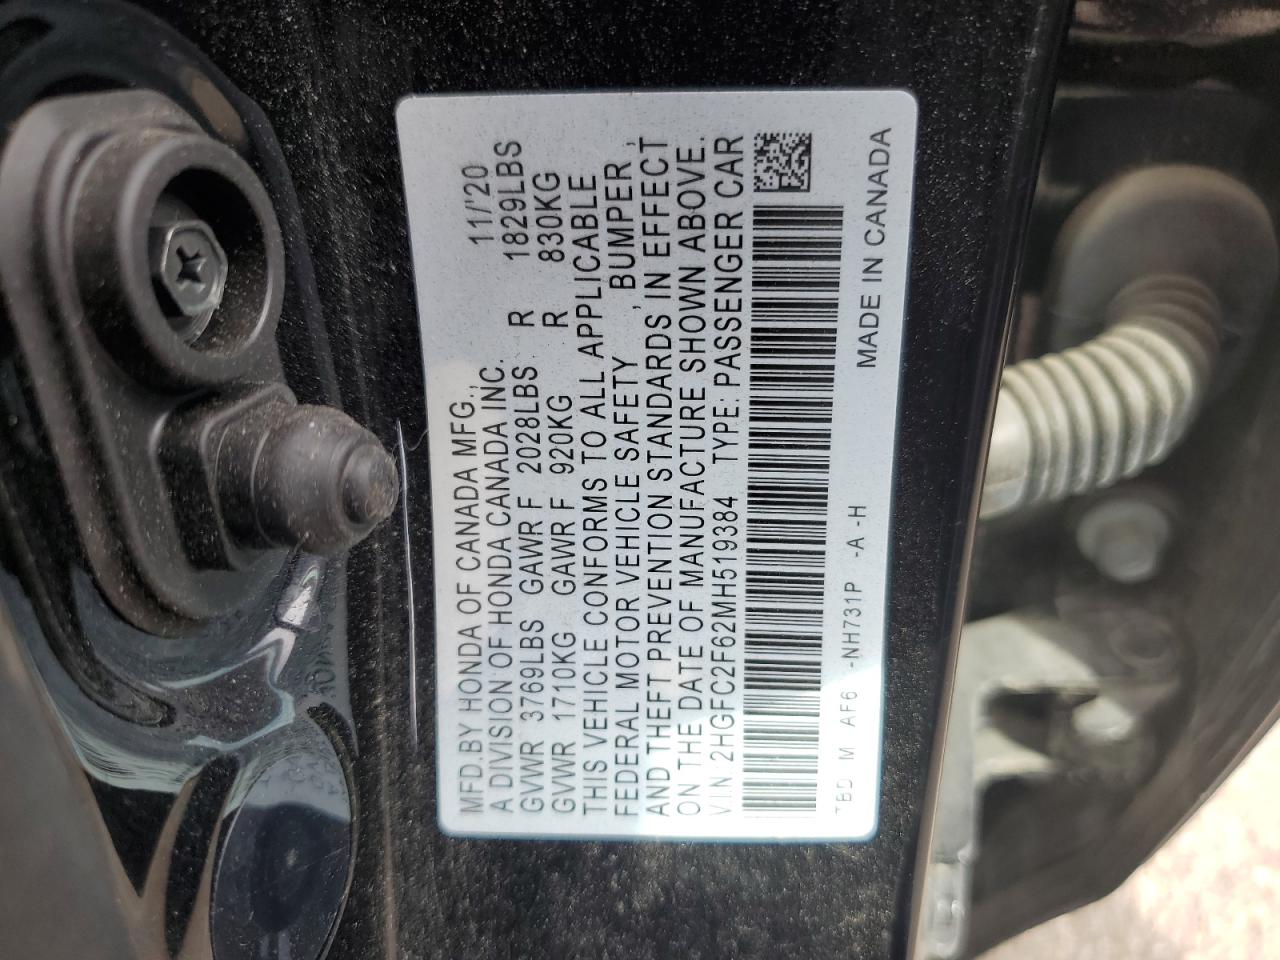 MFD.BY HONDA OF CANADA MFG., 11/'20
A DIVISION OF HONDA CANADA INC.
GVWR 3769LBS GAWR F 2028LBS R 1829LBS
GVWR 1710KG GAWR F 920KG R 830KG
THIS VEHICLE CONFORMS TO ALL APPLICABLE
FEDERAL MOTOR VEHICLE SAFETY , BUMPER ,
AND THEFT PREVENTION STANDARDS IN EFFECT
ON THE DATE OF MANUFACTURE SHOWN ABOVE.
VIN 2HGFC2F62MH519384 TYPE: PASSENGER CAR
TBD M AF6 -NH731P -A -H
MADE IN CANADA